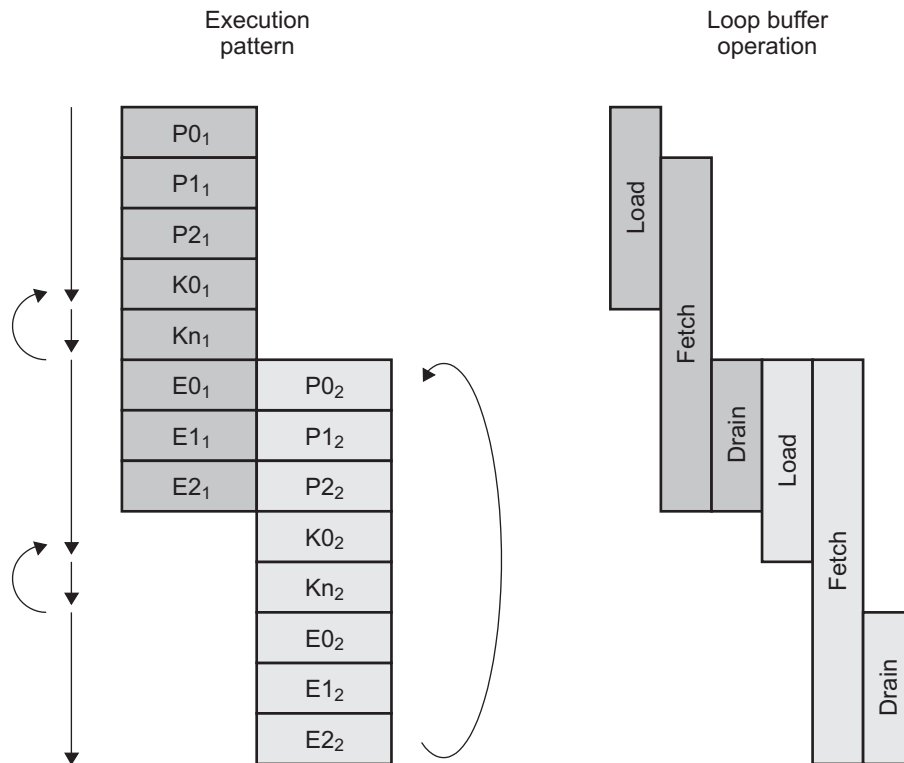 Execution
pattern
Loop buffer
operation
P0₁
P1₁
P2₁
K0₁
Kn₁
E0₁
P0₂
E1₁
P1₂
E2₁
P2₂
K0₂
Kn₂
E0₂
E1₂
E2₂
Load
Fetch
Drain
Load
Fetch
Drain